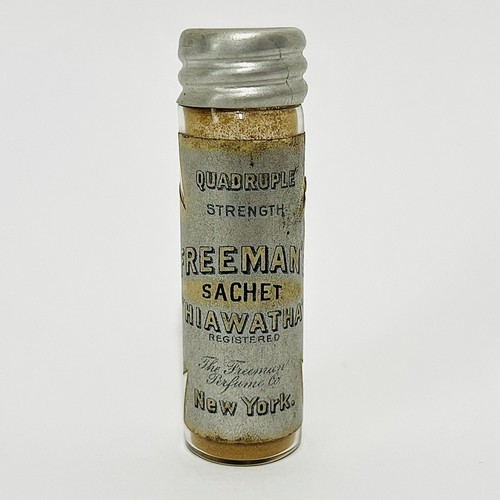 QUADRUPLE
STRENGTH
FREEMAN'
SACHET
HIAWATHA
REGISTERED
The Freeman
Perfume Co
New York.